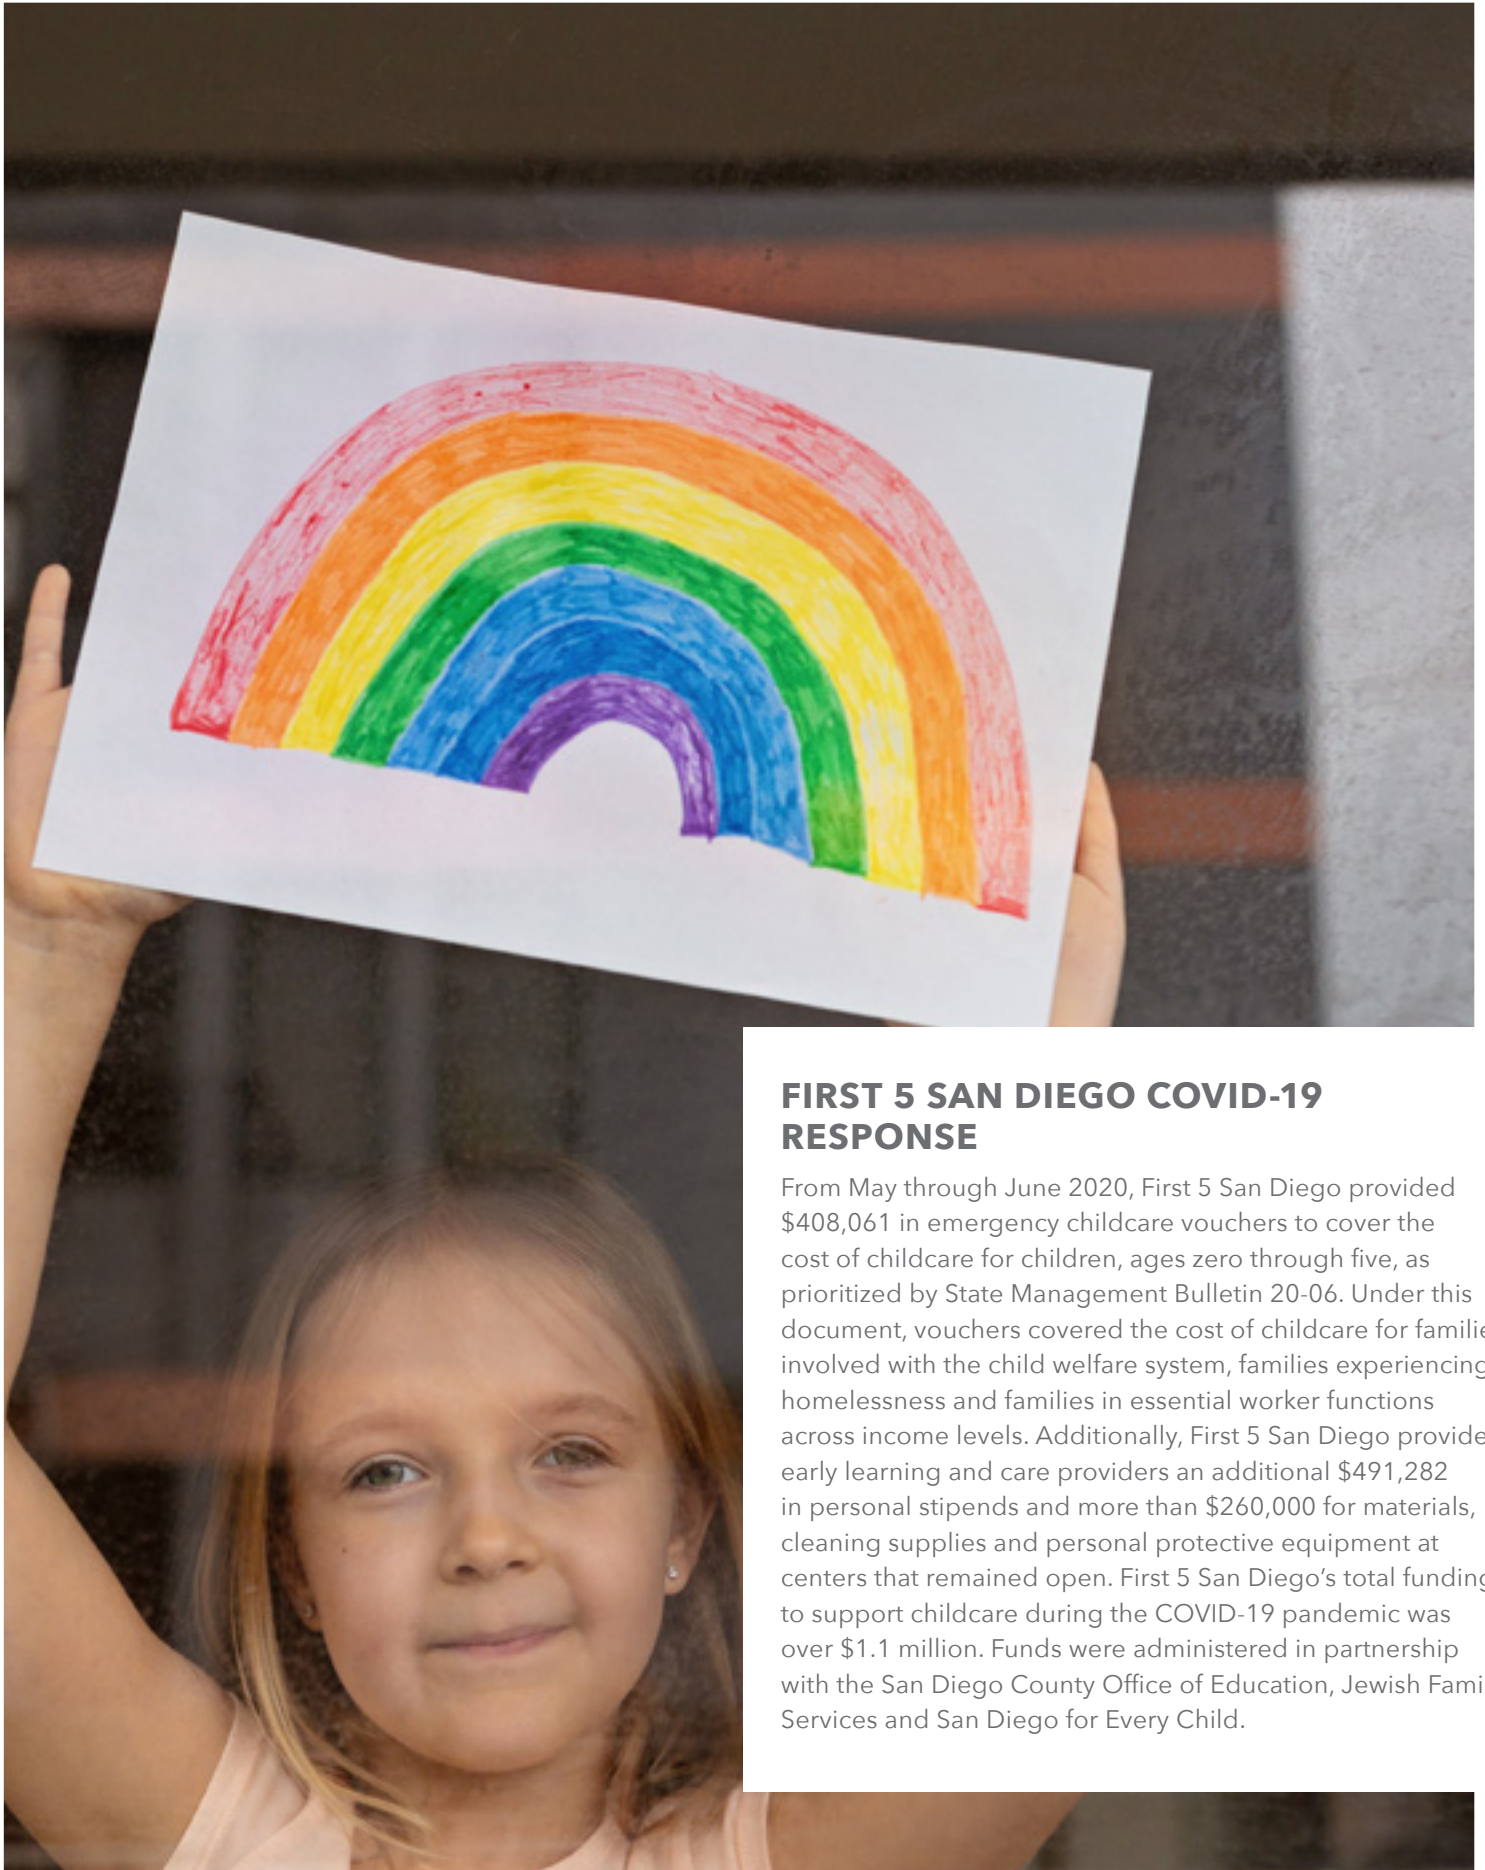 FIRST 5 SAN DIEGO COVID-19
RESPONSE
From May through June 2020, First 5 San Diego provided
$408,061 in emergency childcare vouchers to cover the
cost of childcare for children, ages zero through five, as
prioritized by State Management Bulletin 20-06. Under this
document, vouchers covered the cost of childcare for familie
involved with the child welfare system, families experiencing
homelessness and families in essential worker functions
across income levels. Additionally, First 5 San Diego provide
early learning and care providers an additional $491,282
in personal stipends and more than $260,000 for materials,
cleaning supplies and personal protective equipment at
centers that remained open. First 5 San Diego’s total funding
to support childcare during the COVID-19 pandemic was
over $1.1 million. Funds were administered in partnership
with the San Diego County Office of Education, Jewish Fami
Services and San Diego for Every Child.